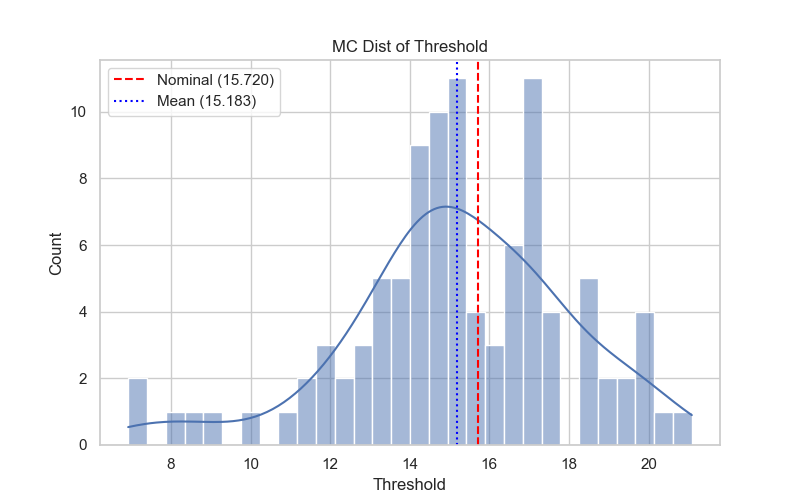 MC Dist of Threshold
Nominal (15.720)
Mean (15.183)
Count
10
8
6
4
2
0
8 10 12 14 16 18 20
Threshold